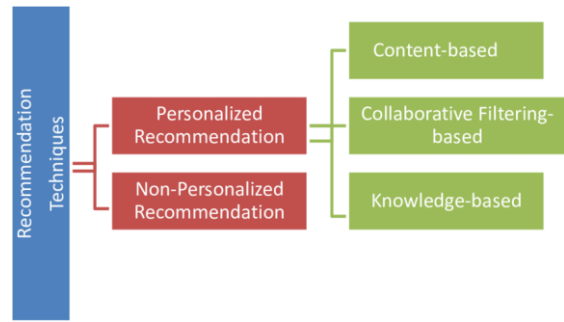 Recommendation
Techniques
Personalized
Recommendation
Non-Personalized
Recommendation
Content-based
Collaborative Filtering-
based
Knowledge-based